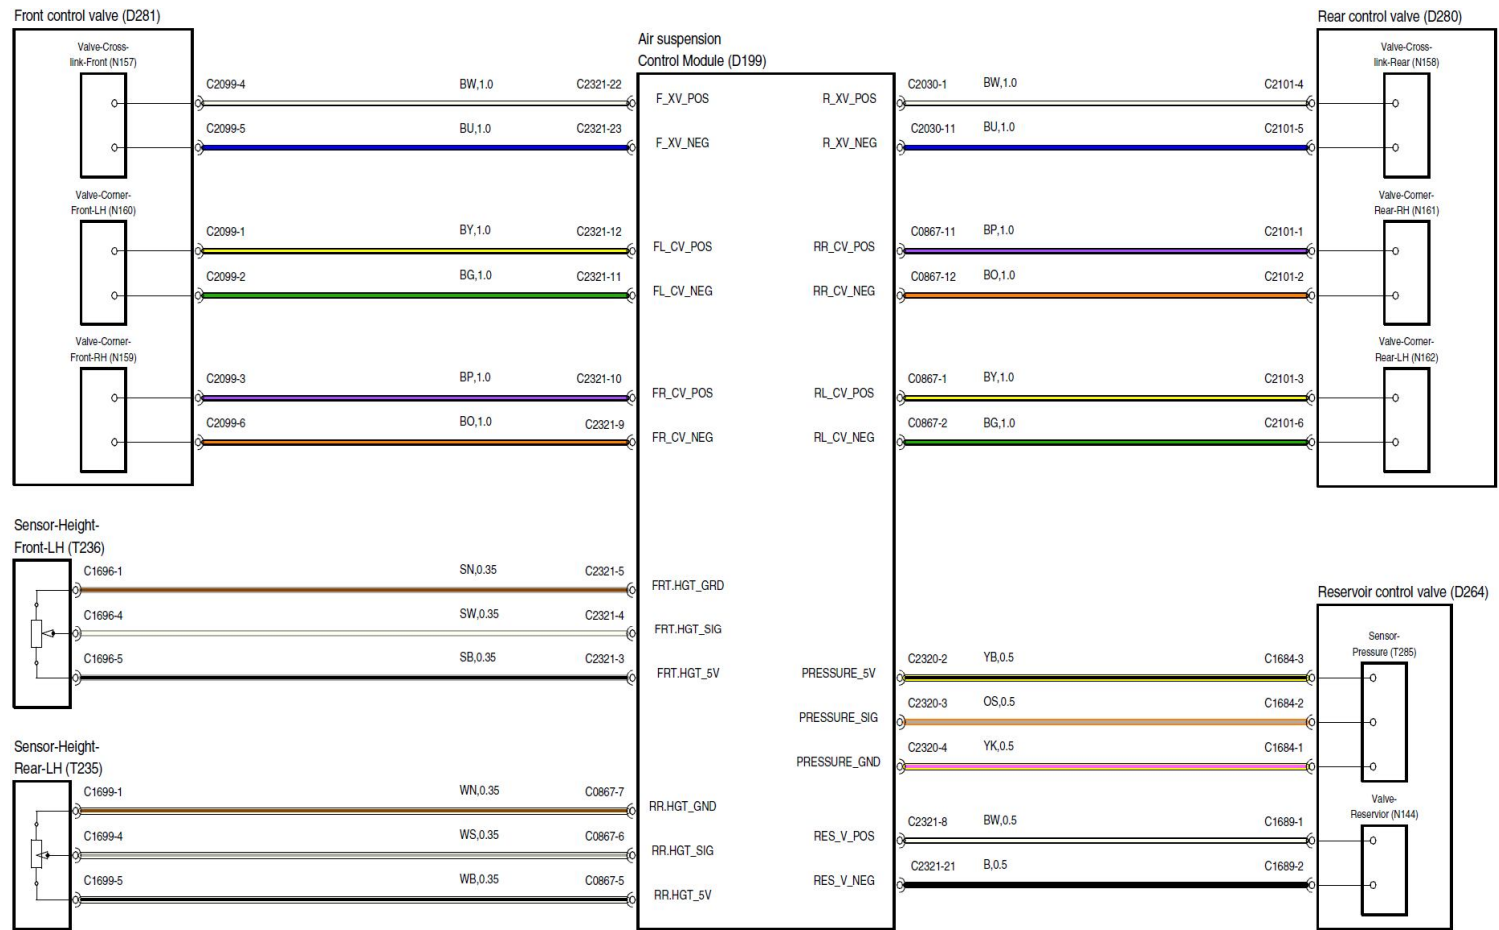 Front control valve (D281)
Valve-Cross-
link-Front (N157)
C2099-4 BW,1.0 C2321-22
C2099-5 BU,1.0 C2321-23
Valve-Corner-
Front-LH (N160)
C2099-1 BY,1.0 C2321-12
C2099-2 BG,1.0 C2321-11
Valve-Corner-
Front-RH (N159)
C2099-3 BP,1.0 C2321-10
C2099-6 BO,1.0 C2321-9
Sensor-Height-
Front-LH (T236)
C1696-1 SN,0.35 C2321-5
C1696-4 SW,0.35 C2321-4
C1696-5 SB,0.35 C2321-3
Sensor-Height-
Rear-LH (T235)
C1699-1 WN,0.35 C0867-7
C1699-4 WS,0.35 C0867-6
C1699-5 WB,0.35 C0867-5
Air suspension
Control Module (D199)
F_XV_POS R_XV_POS
F_XV_NEG R_XV_NEG
FL_CV_POS RR_CV_POS
FL_CV_NEG RR_CV_NEG
FR_CV_POS RL_CV_POS
FR_CV_NEG RL_CV_NEG
FRT.HGT_GRD
FRT.HGT_SIG
FRT.HGT_5V PRESSURE_5V
PRESSURE_SIG
PRESSURE_GND
RR.HGT_GND
RR.HGT_SIG RES_V_POS
RR.HGT_5V RES_V_NEG
Rear control valve (D280)
Valve-Cross-
link-Rear (N158)
C2030-1 BW,1.0 C2101-4
C2030-11 BU,1.0 C2101-5
Valve-Corner-
Rear-RH (N161)
C0867-11 BP,1.0 C2101-1
C0867-12 BO,1.0 C2101-2
Valve-Corner-
Rear-LH (N162)
C0867-1 BY,1.0 C2101-3
C0867-2 BG,1.0 C2101-6
Reservoir control valve (D264)
Sensor-
Pressure (T285)
C2320-2 YB,0.5 C1684-3
C2320-3 OS,0.5 C1684-2
C2320-4 YK,0.5 C1684-1
Valve-
Reservior (N144)
C2321-8 BW,0.5 C1689-1
C2321-21 B,0.5 C1689-2